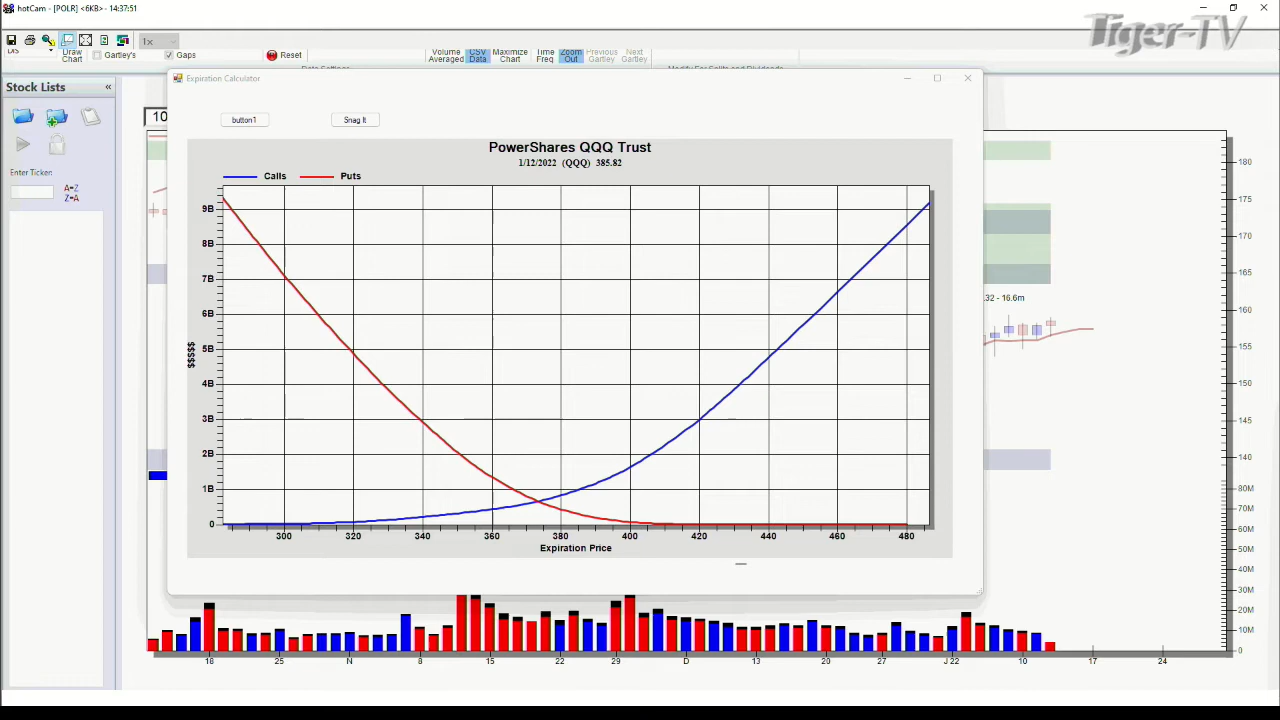 hotCam - [POLR] <6KB> - 14:37:51
Tiger-TV
1x
Draw
Chart
Gartley's
Gaps
Reset
Volume
Averaged
CSV
Data
Maximize
Chart
Time
Freq
Zoom
Out
Previous
Gartley
Next
Gartley
Stock Lists
«
Enter Ticker:
A=Z
Z=A
10
Expiration Calculator
button1
Snag It
PowerShares QQQ Trust
1/12/2022 (QQQ) 385.82
Calls
Puts
9B
8B
7B
6B
5B
4B
3B
2B
1B
0
$$$$$
300 320 340 360 380 400 420 440 460 480
Expiration Price
.32 - 16.6m
180
175
170
165
160
155
150
145
140
80M
70M
60M
50M
40M
30M
20M
10M
0
18 25 N 8 15 22 29 D 13 20 27 J 22 10 17 24